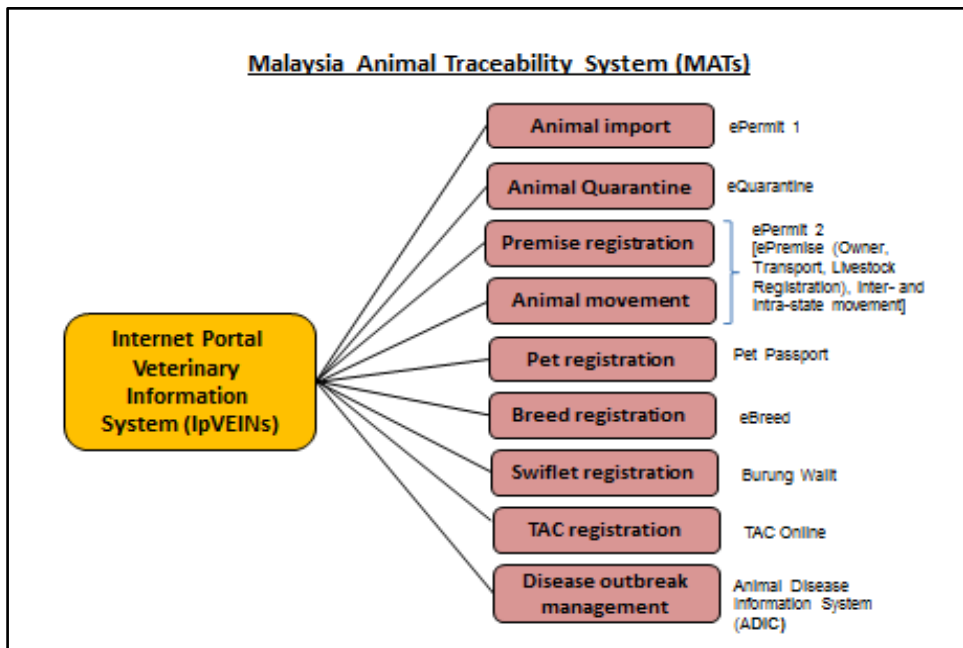 Malaysia Animal Traceability System (MATs)
Animal import
ePermit 1
Animal Quarantine
eQuarantine
Premise registration
Animal movement
ePermit 2
[ePremise (Owner,
Transport, Livestock
Registration), Inter- and
Intra-state movement]
Internet Portal
Veterinary
Information
System (IpVEINs)
Pet registration
Pet Passport
Breed registration
eBreed
Swiflet registration
Burung Walit
TAC registration
TAC Online
Disease outbreak
management
Animal Disease
Information System
(ADIC)